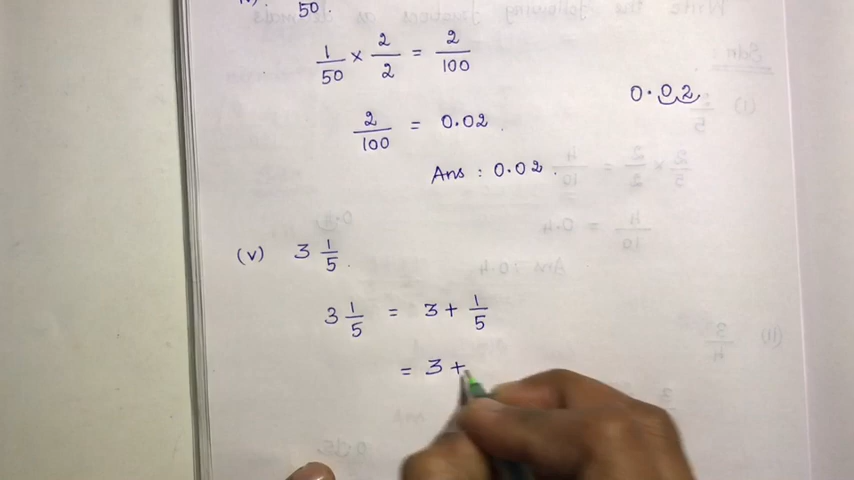 50.
1/50 × 2/2 = 2/100
0.02
2/100 = 0.02.
Ans : 0.02.
(v) 3 1/5.
3 1/5 = 3 + 1/5
= 3 +